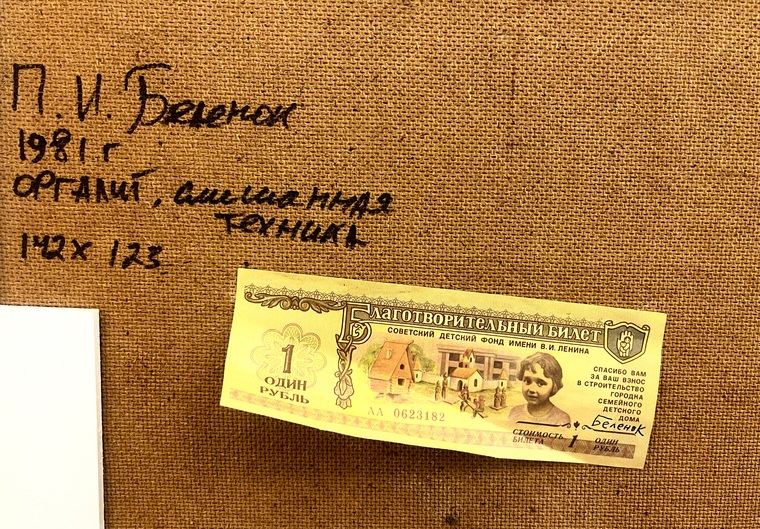 П. И. Беленок
1981 г
ОРГАЛИТ, смешанная
техника
142 х 123
Благотворительный билет
СОВЕТСКИЙ ДЕТСКИЙ ФОНД ИМЕНИ В. И. ЛЕНИНА
1
ОДИН
РУБЛЬ
АА 0623182
СПАСИБО ВАМ
ЗА ВАШ ВЗНОС
В СТРОИТЕЛЬСТВО
ГОРОДКА
СЕМЕЙНОГО
ДЕТСКОГО
ДОМА
Беленок
СТОИМОСТЬ БИЛЕТА 1 ОДИН РУБЛЬ